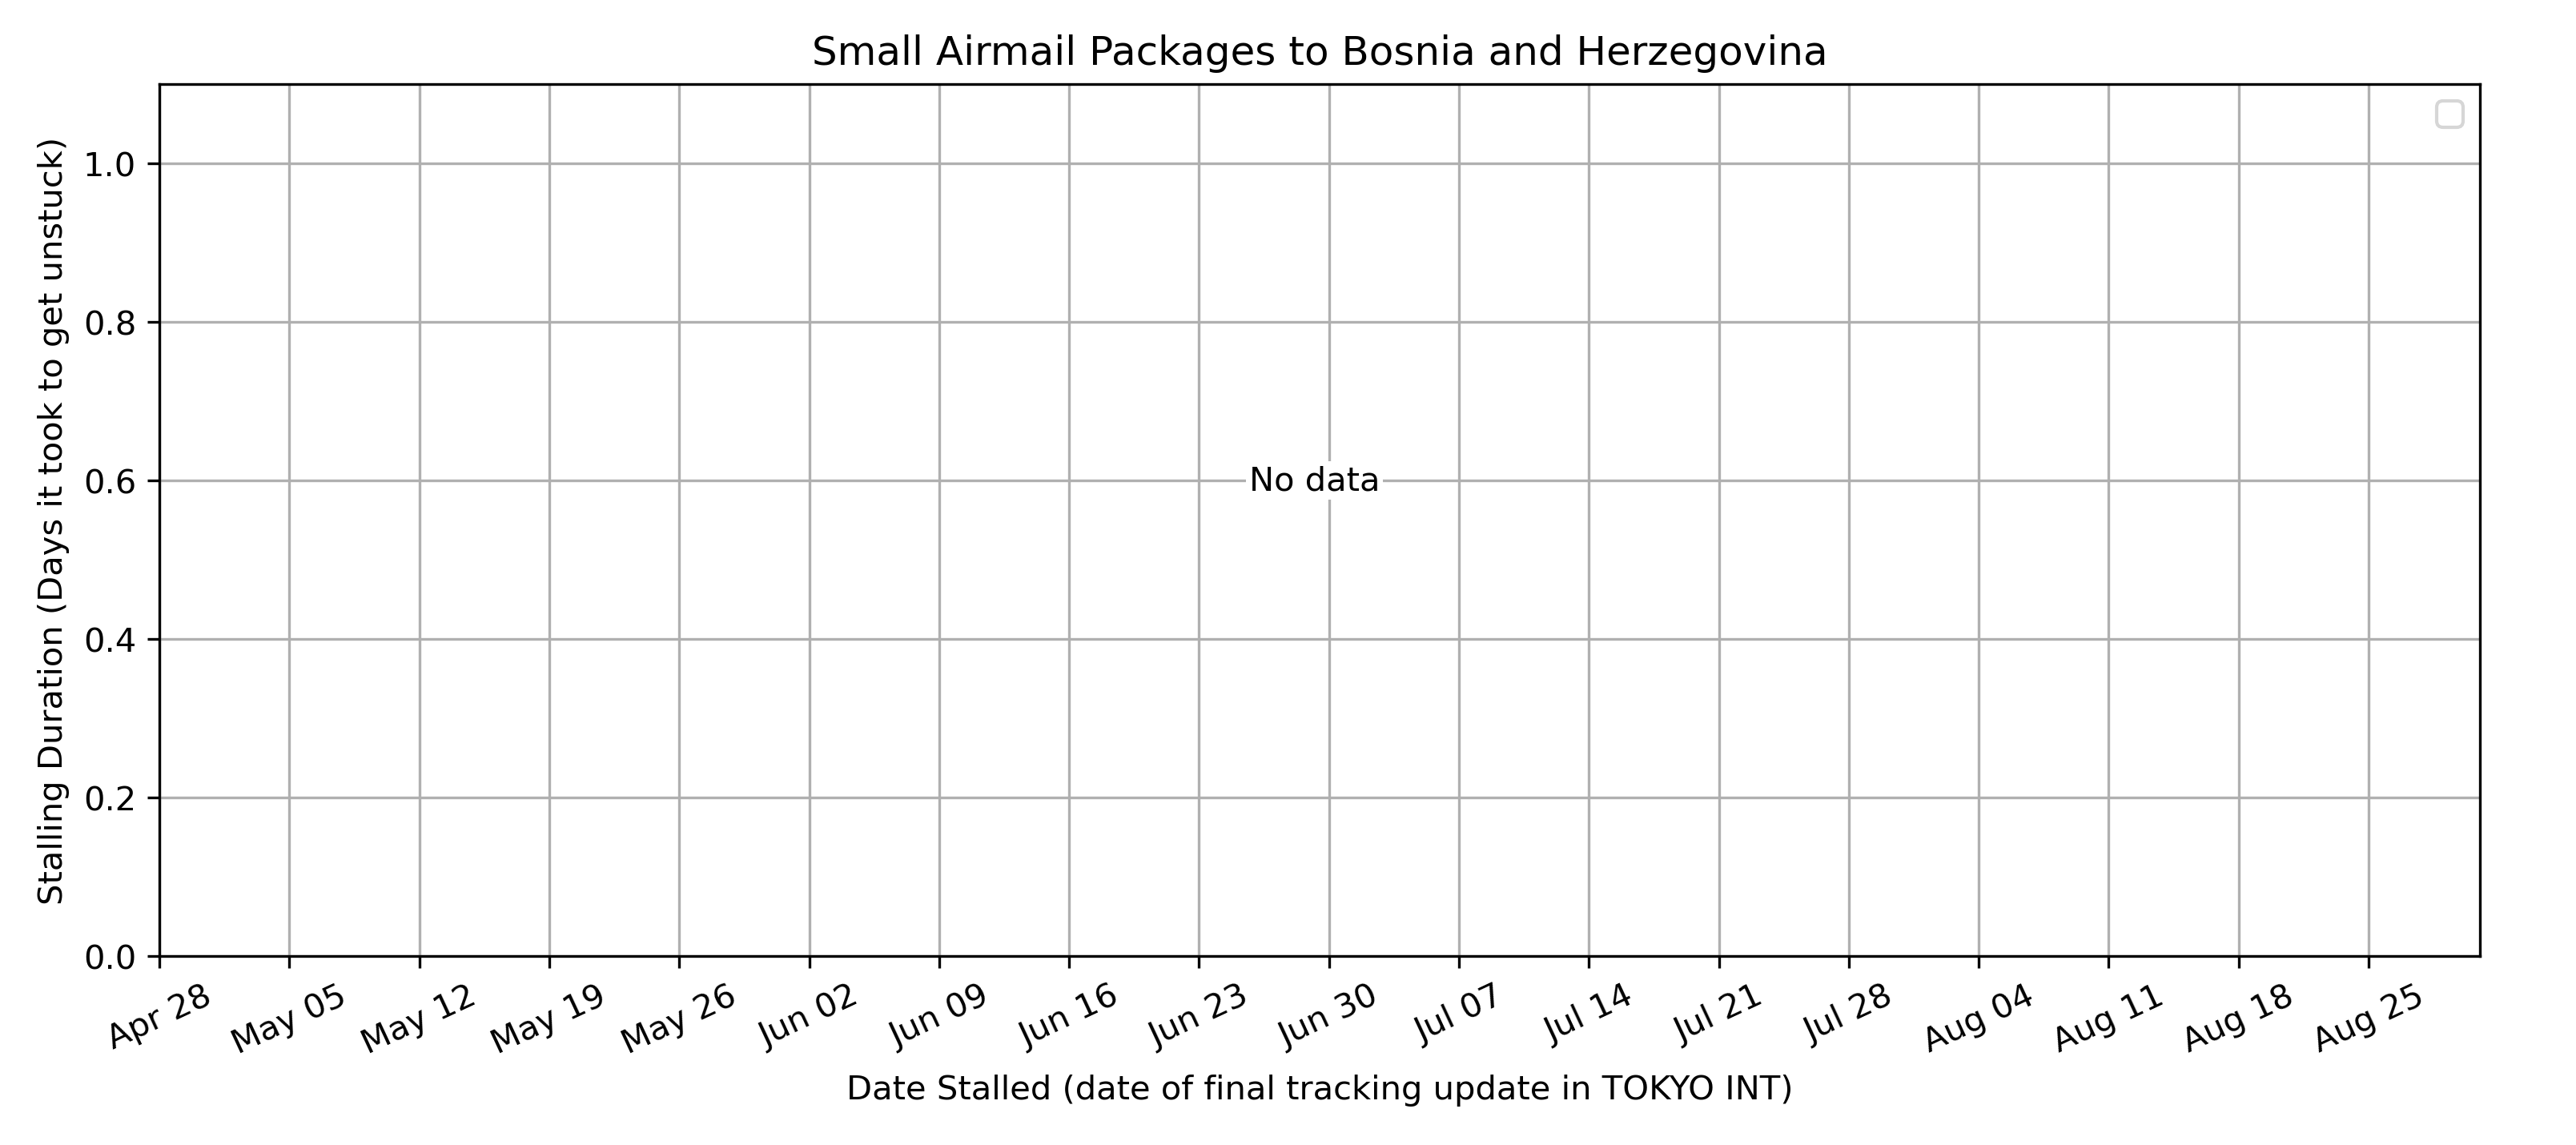 Small Airmail Packages to Bosnia and Herzegovina
Stalling Duration (Days it took to get unstuck)
1.0
0.8
0.6
0.4
0.2
0.0
No data
Apr 28
May 05
May 12
May 19
May 26
Jun 02
Jun 09
Jun 16
Jun 23
Jun 30
Jul 07
Jul 14
Jul 21
Jul 28
Aug 04
Aug 11
Aug 18
Aug 25
Date Stalled (date of final tracking update in TOKYO INT)